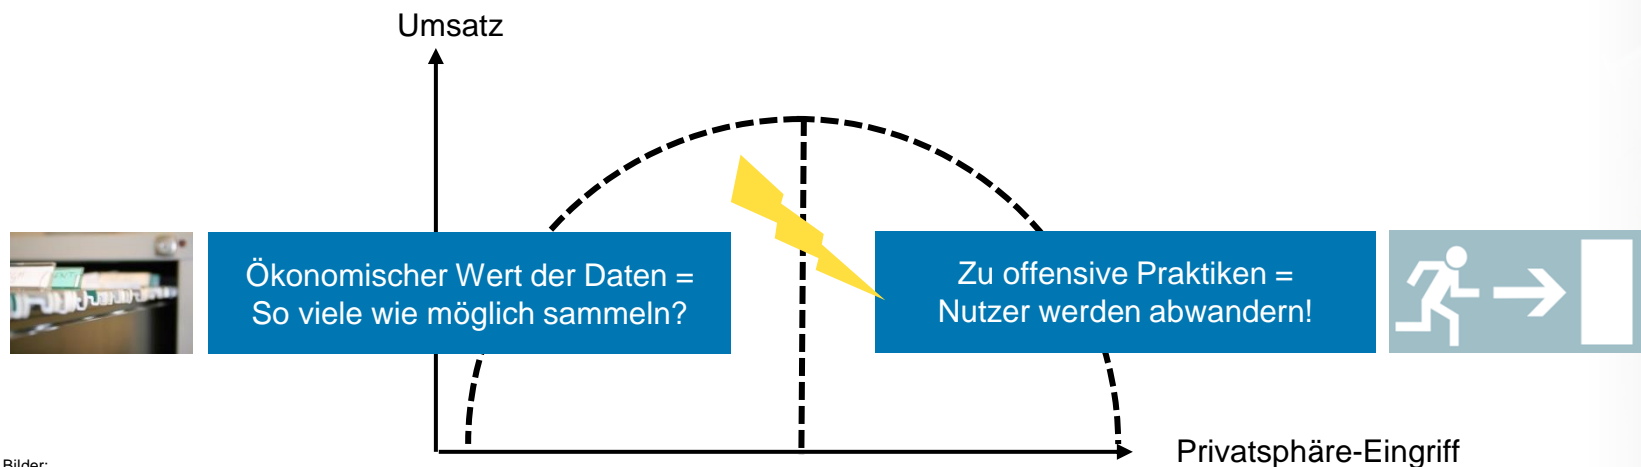 Umsatz
Ökonomischer Wert der Daten =
So viele wie möglich sammeln?
Zu offensive Praktiken =
Nutzer werden abwandern!
Privatsphäre-Eingriff
Bilder: